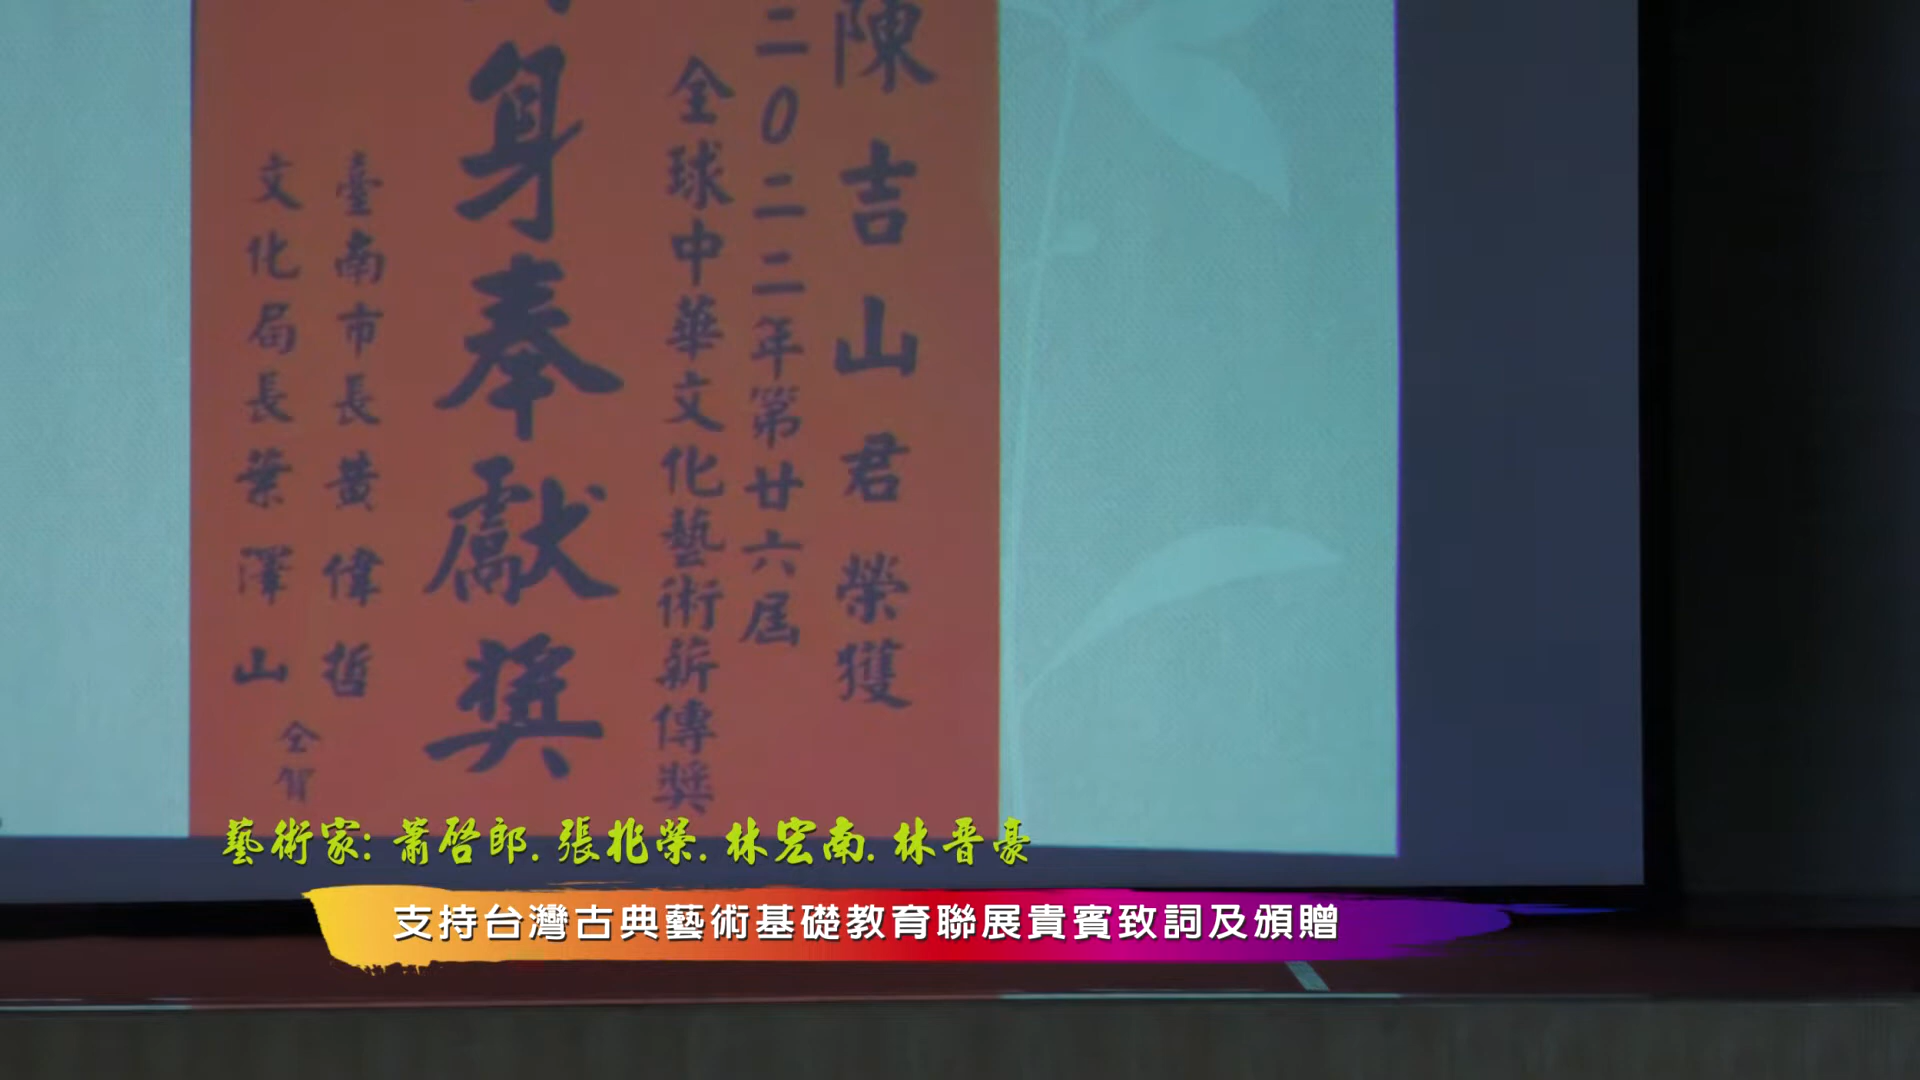 陳吉山君榮獲
二０二二年第廿六屆
全球中華文化藝術薪傳獎
身奉獻獎
臺南市長黃偉哲
文化局長葉澤山
仝賀
藝術家: 蕭啓郎. 張兆榮. 林宏南. 林晋豪
支持台灣古典藝術基礎教育聯展貴賓致詞及頒贈